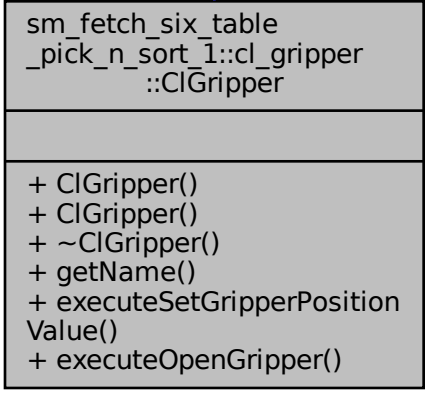 sm_fetch_six_table
_pick_n_sort_1::cl_gripper
::ClGripper
+ ClGripper()
+ ClGripper()
+ ~ClGripper()
+ getName()
+ executeSetGripperPosition
Value()
+ executeOpenGripper()